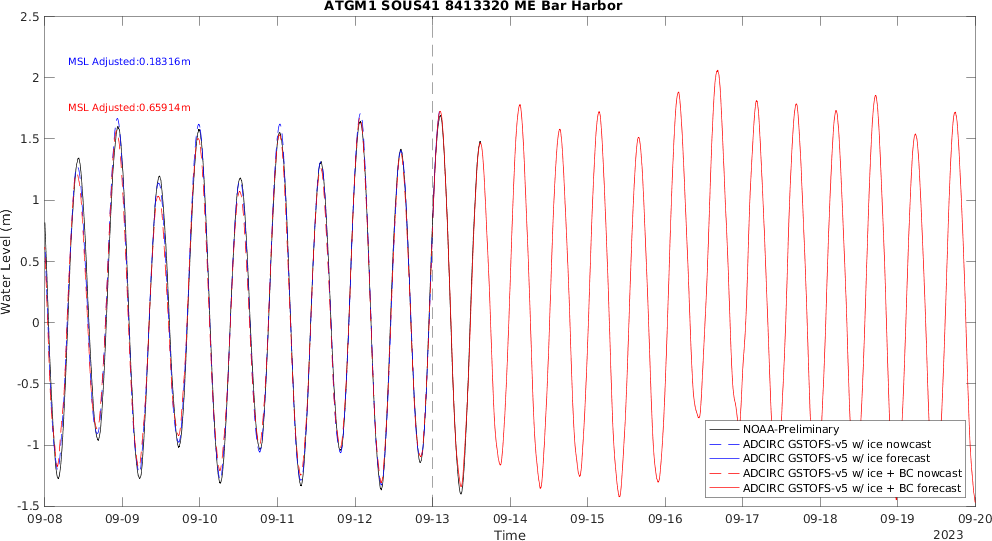 ATGM1 SOUS41 8413320 ME Bar Harbor
2.5
2
1.5
1
0.5
0
-0.5
-1
-1.5
Water Level (m)
MSL Adjusted:0.18316m
MSL Adjusted:0.65914m
NOAA-Preliminary
ADCIRC GSTOFS-v5 w/ ice nowcast
ADCIRC GSTOFS-v5 w/ ice forecast
ADCIRC GSTOFS-v5 w/ ice + BC nowcast
ADCIRC GSTOFS-v5 w/ ice + BC forecast
09-08 09-09 09-10 09-11 09-12 09-13 09-14 09-15 09-16 09-17 09-18 09-19 09-20
Time
2023